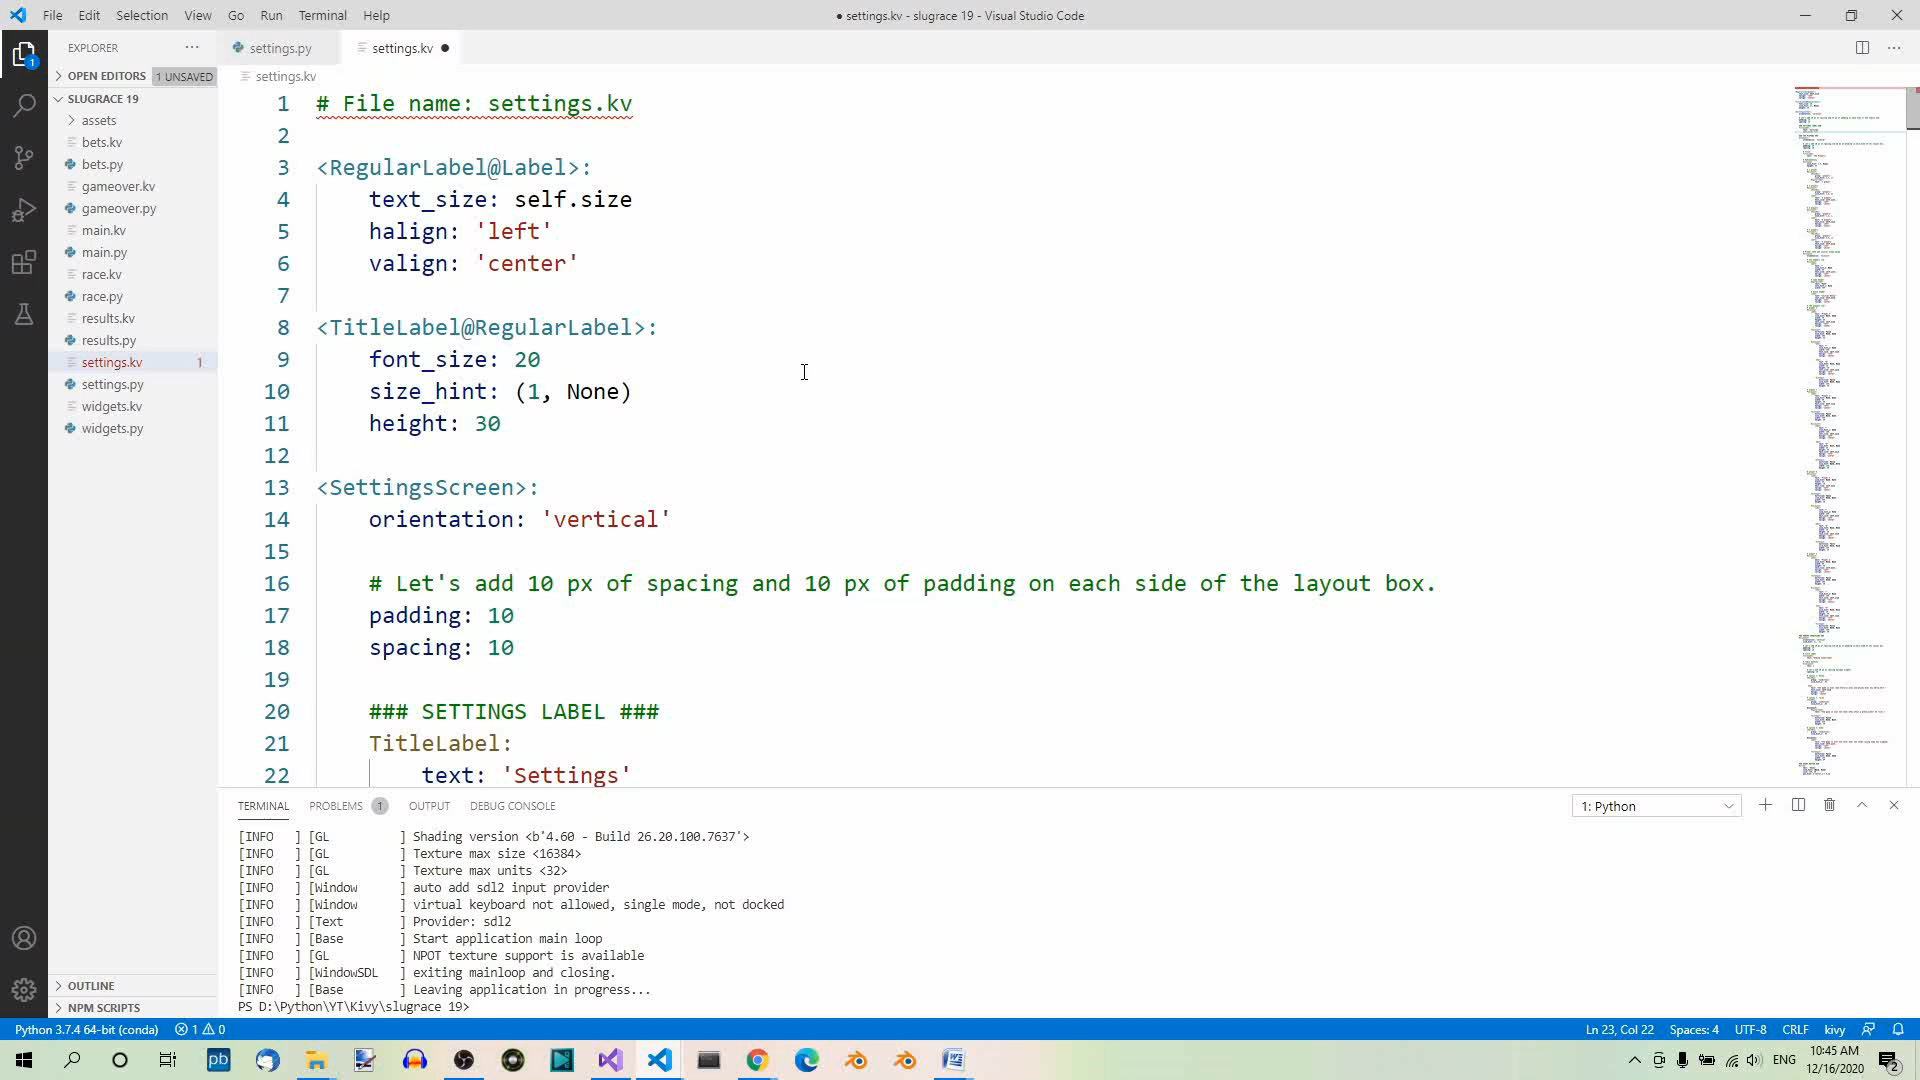 File Edit Selection View Go Run Terminal Help
● settings.kv - slugrace 19 - Visual Studio Code
EXPLORER
OPEN EDITORS 1 UNSAVED
SLUGRACE 19
assets
bets.kv
bets.py
gameover.kv
gameover.py
main.kv
main.py
race.kv
race.py
results.kv
results.py
settings.kv 1
settings.py
widgets.kv
widgets.py
OUTLINE
NPM SCRIPTS
settings.py settings.kv ●
settings.kv
1 # File name: settings.kv
2
3 <RegularLabel@Label>:
4 text_size: self.size
5 halign: 'left'
6 valign: 'center'
7
8 <TitleLabel@RegularLabel>:
9 font_size: 20
10 size_hint: (1, None)
11 height: 30
12
13 <SettingsScreen>:
14 orientation: 'vertical'
15
16 # Let's add 10 px of spacing and 10 px of padding on each side of the layout box.
17 padding: 10
18 spacing: 10
19
20 ### SETTINGS LABEL ###
21 TitleLabel:
22 text: 'Settings'
TERMINAL PROBLEMS 1 OUTPUT DEBUG CONSOLE 1: Python
[INFO ] [GL ] Shading version <b'4.60 - Build 26.20.100.7637'>
[INFO ] [GL ] Texture max size <16384>
[INFO ] [GL ] Texture max units <32>
[INFO ] [Window ] auto add sdl2 input provider
[INFO ] [Window ] virtual keyboard not allowed, single mode, not docked
[INFO ] [Text ] Provider: sdl2
[INFO ] [Base ] Start application main loop
[INFO ] [GL ] NPOT texture support is available
[INFO ] [WindowSDL ] exiting mainloop and closing.
[INFO ] [Base ] Leaving application in progress...
PS D:\Python\YT\Kivy\slugrace 19>
Python 3.7.4 64-bit (conda) 1 0 Ln 23, Col 22 Spaces: 4 UTF-8 CRLF kivy
pb ENG 10:45 AM
12/16/2020 2